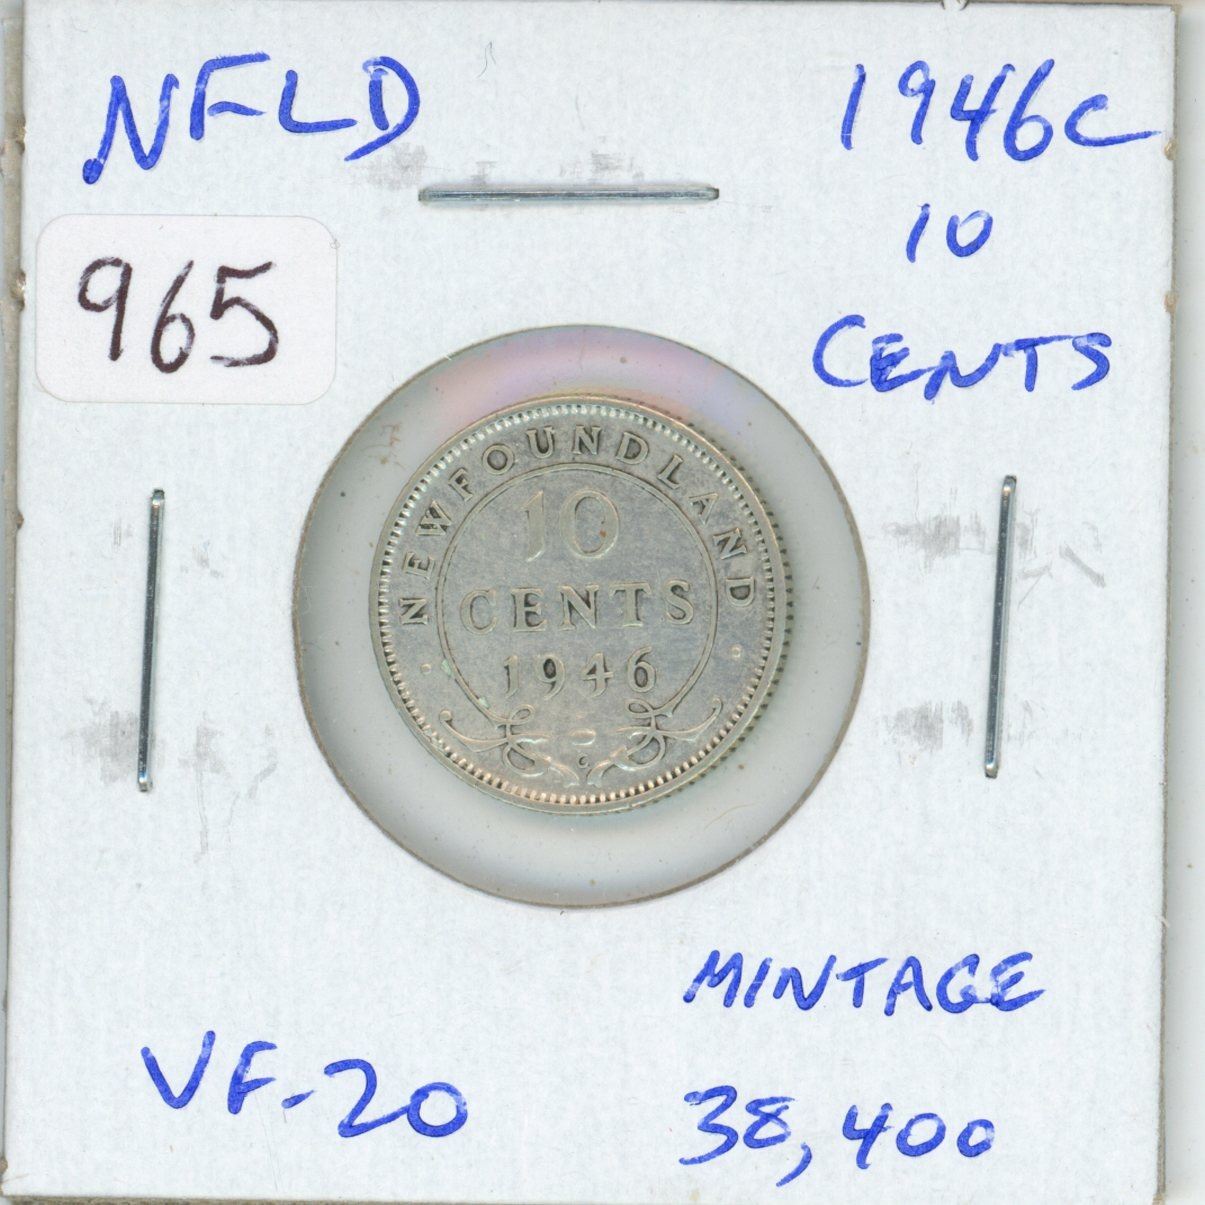 NFLD
1946C
10
CENTS
965
NEWFOUNDLAND
10
CENTS
1946
C
MINTAGE
38,400
VF-20